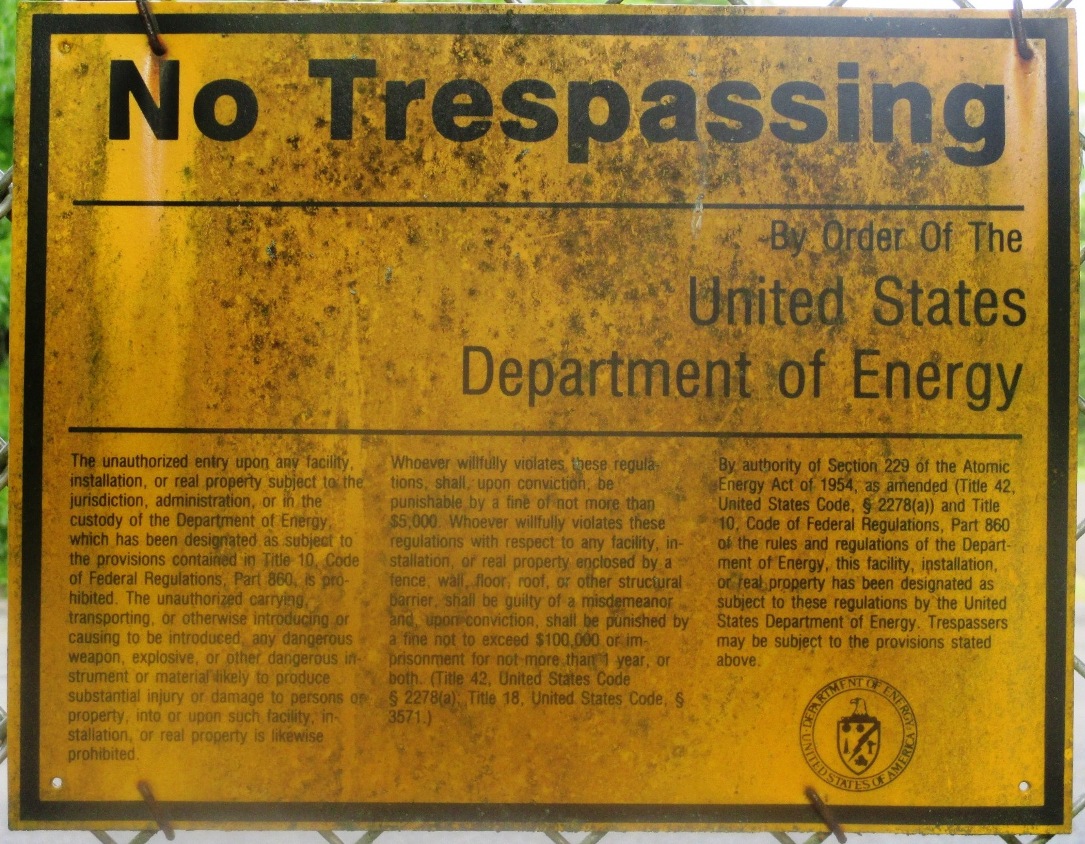 No Trespassing
By Order Of The
United States
Department of Energy
The unauthorized entry upon any facility,
installation, or real property subject to the
jurisdiction, administration, or in the
custody of the Department of Energy,
which has been designated as subject to
the provisions contained in Title 10, Code
of Federal Regulations, Part 860, is pro-
hibited. The unauthorized carrying,
transporting, or otherwise introducing or
causing to be introduced, any dangerous
weapon, explosive, or other dangerous in-
strument or material likely to produce
substantial injury or damage to persons or
property, into or upon such facility, in-
stallation, or real property is likewise
prohibited.
Whoever willfully violates these regula-
tions, shall, upon conviction, be
punishable by a fine of not more than
$5,000. Whoever willfully violates these
regulations with respect to any facility, in-
stallation, or real property enclosed by a
fence, wall, floor, roof, or other structural
barrier, shall be guilty of a misdemeanor
and, upon conviction, shall be punished by
a fine not to exceed $100,000 or im-
prisonment for not more than 1 year, or
both. (Title 42, United States Code
§ 2278(a); Title 18, United States Code, §
3571.)
By authority of Section 229 of the Atomic
Energy Act of 1954, as amended (Title 42,
United States Code, § 2278(a)) and Title
10, Code of Federal Regulations, Part 860
of the rules and regulations of the Depart-
ment of Energy, this facility, installation,
or real property has been designated as
subject to these regulations by the United
States Department of Energy. Trespassers
may be subject to the provisions stated
above.
DEPARTMENT OF ENERGY
UNITED STATES OF AMERICA